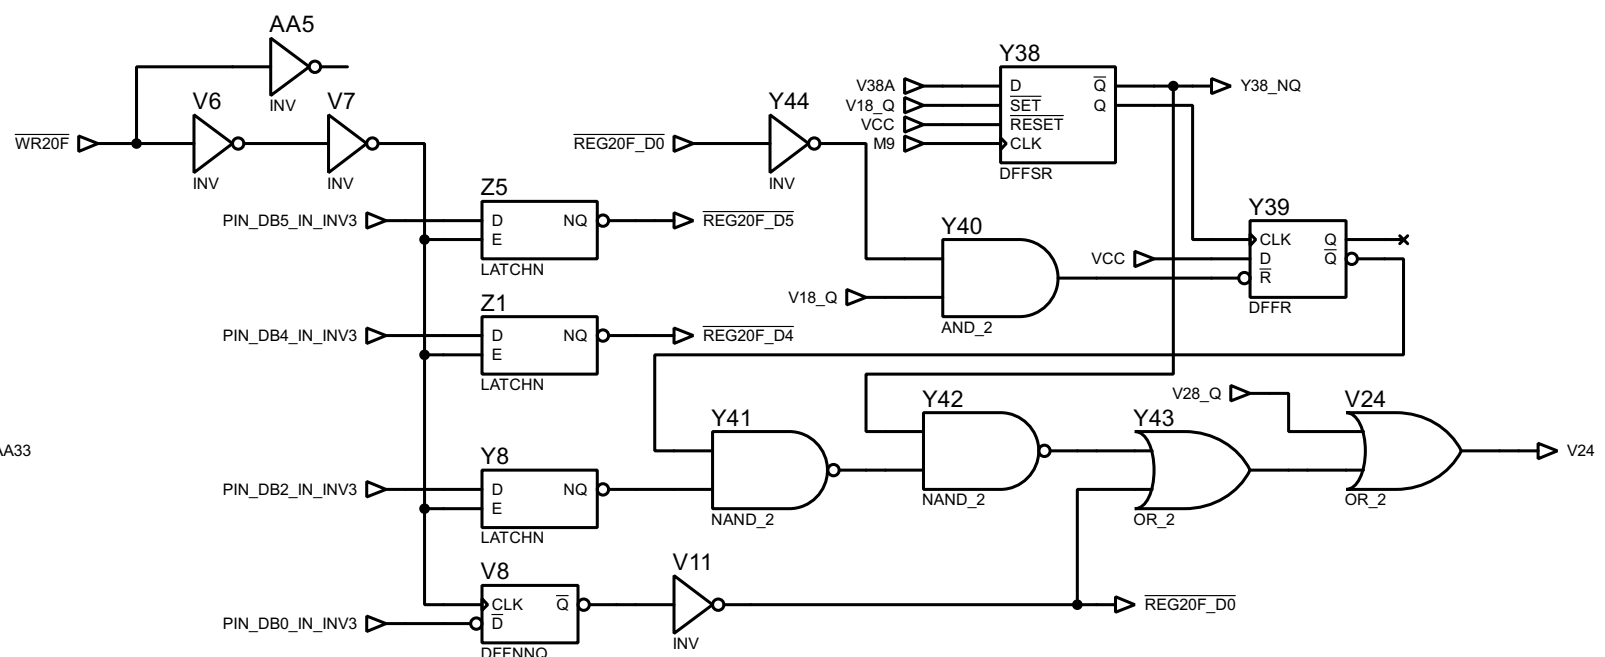 AA5
INV
V6
V7
WR20F
INV
INV
Y44
REG20F_D0
INV
Y38
V38A
V18_Q
VCC
M9
D
SET
RESET
CLK
Q
Q
DFFSR
Y38_NQ
Z5
PIN_DB5_IN_INV3
D
E
NQ
LATCHN
REG20F_D5
Y40
V18_Q
AND_2
Y39
VCC
CLK
D
R
Q
Q
DFFR
Z1
PIN_DB4_IN_INV3
D
E
NQ
LATCHN
REG20F_D4
AA33
Y41
NAND_2
Y42
NAND_2
Y43
OR_2
V28_Q
V24
OR_2
V24
Y8
PIN_DB2_IN_INV3
D
E
NQ
LATCHN
V8
PIN_DB0_IN_INV3
CLK
D
Q
DFFNNQ
V11
INV
REG20F_D0